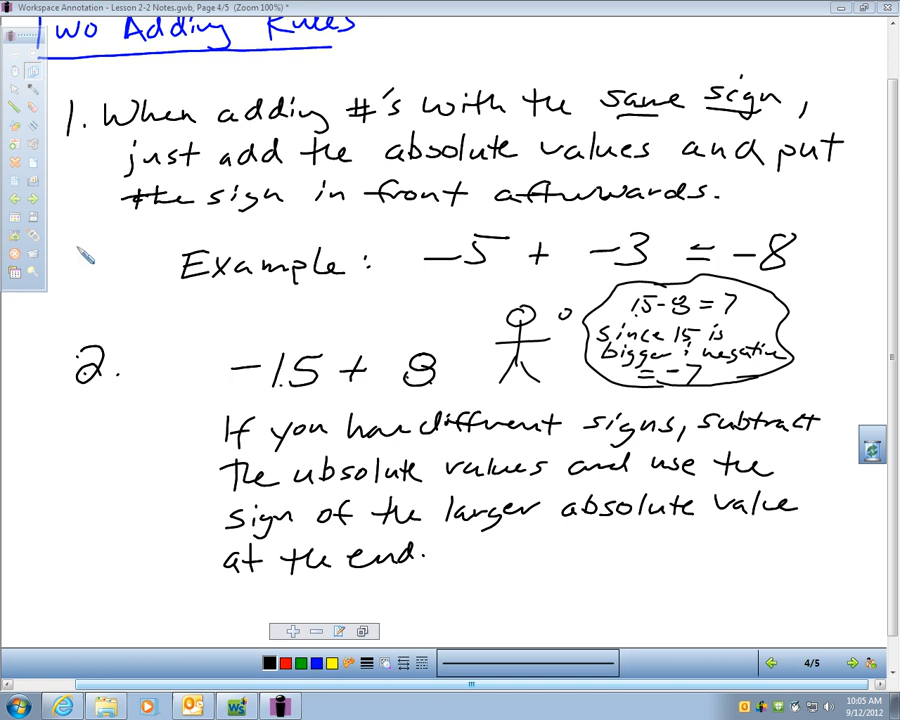 Workspace Annotation - Lesson 2-2 Notes.gwb, Page 4/5 (Zoom 100%) *
Two Adding Rules
1. When adding #'s with the same sign,
just add the absolute values and put
the sign in front afterwards.
Example: -5 + -3 = -8
15-8=7
since 15 is
bigger & negative
= -7
2. -15 + 8
If you have different signs, subtract
the absolute values and use the
sign of the larger absolute value
at the end.
4/5
10:05 AM
9/12/2012